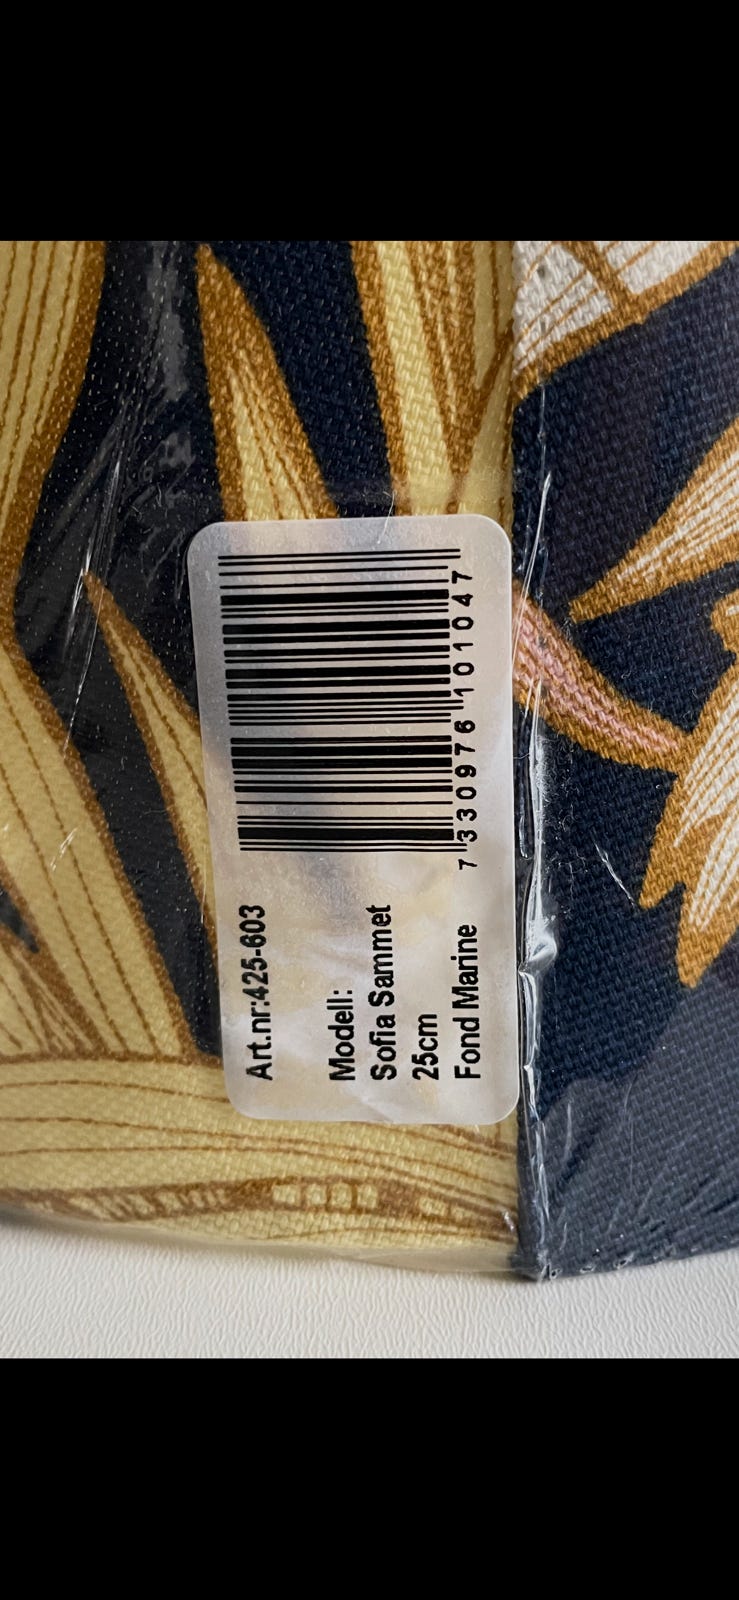 7 330976 101047
Art.nr:425-603
Modell:
Sofia Sammet
25cm
Fond Marine